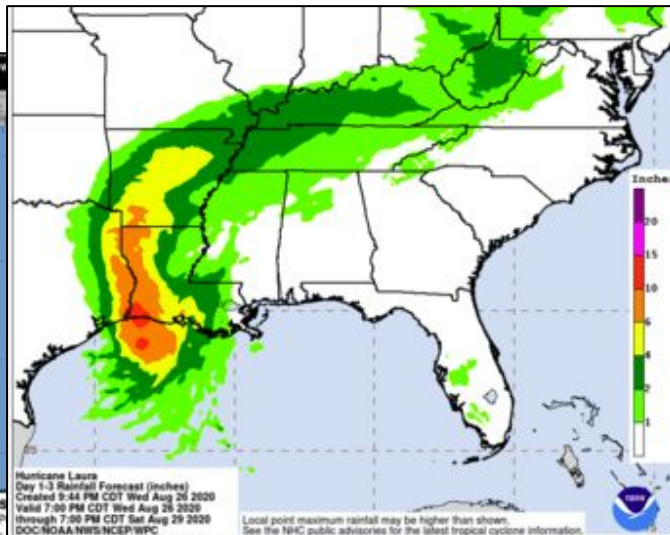 Inches
20
15
10
6
4
2
1
Hurricane Laura
Day 1-3 Rainfall Forecast (inches)
Created 9:44 PM CDT Wed Aug 26 2020
Valid 7:00 PM CDT Wed Aug 26 2020
through 7:00 PM CDT Sat Aug 29 2020
DOC/NOAA/NWS/NCEP/WPC
Local point maximum rainfall may be higher than shown.
See the NHC public advisories for the latest tropical cyclone information.
noaa